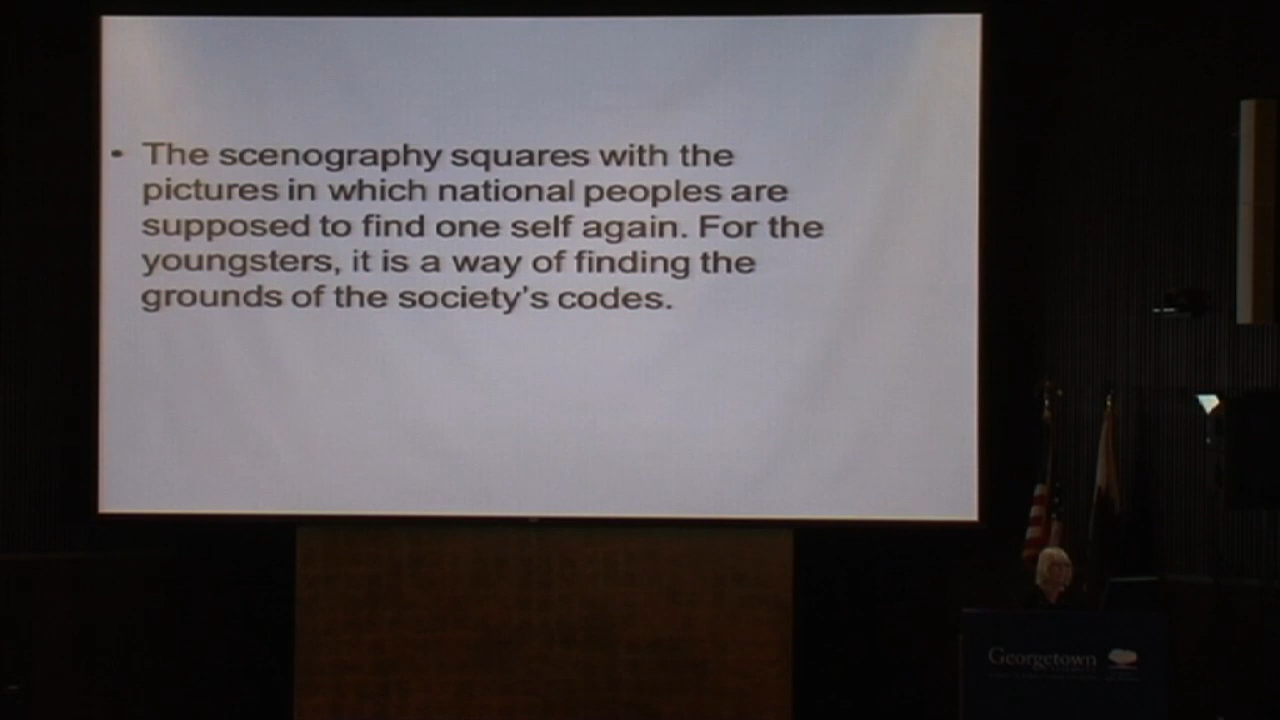 • The scenography squares with the
pictures in which national peoples are
supposed to find one self again. For the
youngsters, it is a way of finding the
grounds of the society's codes.
Georgetown